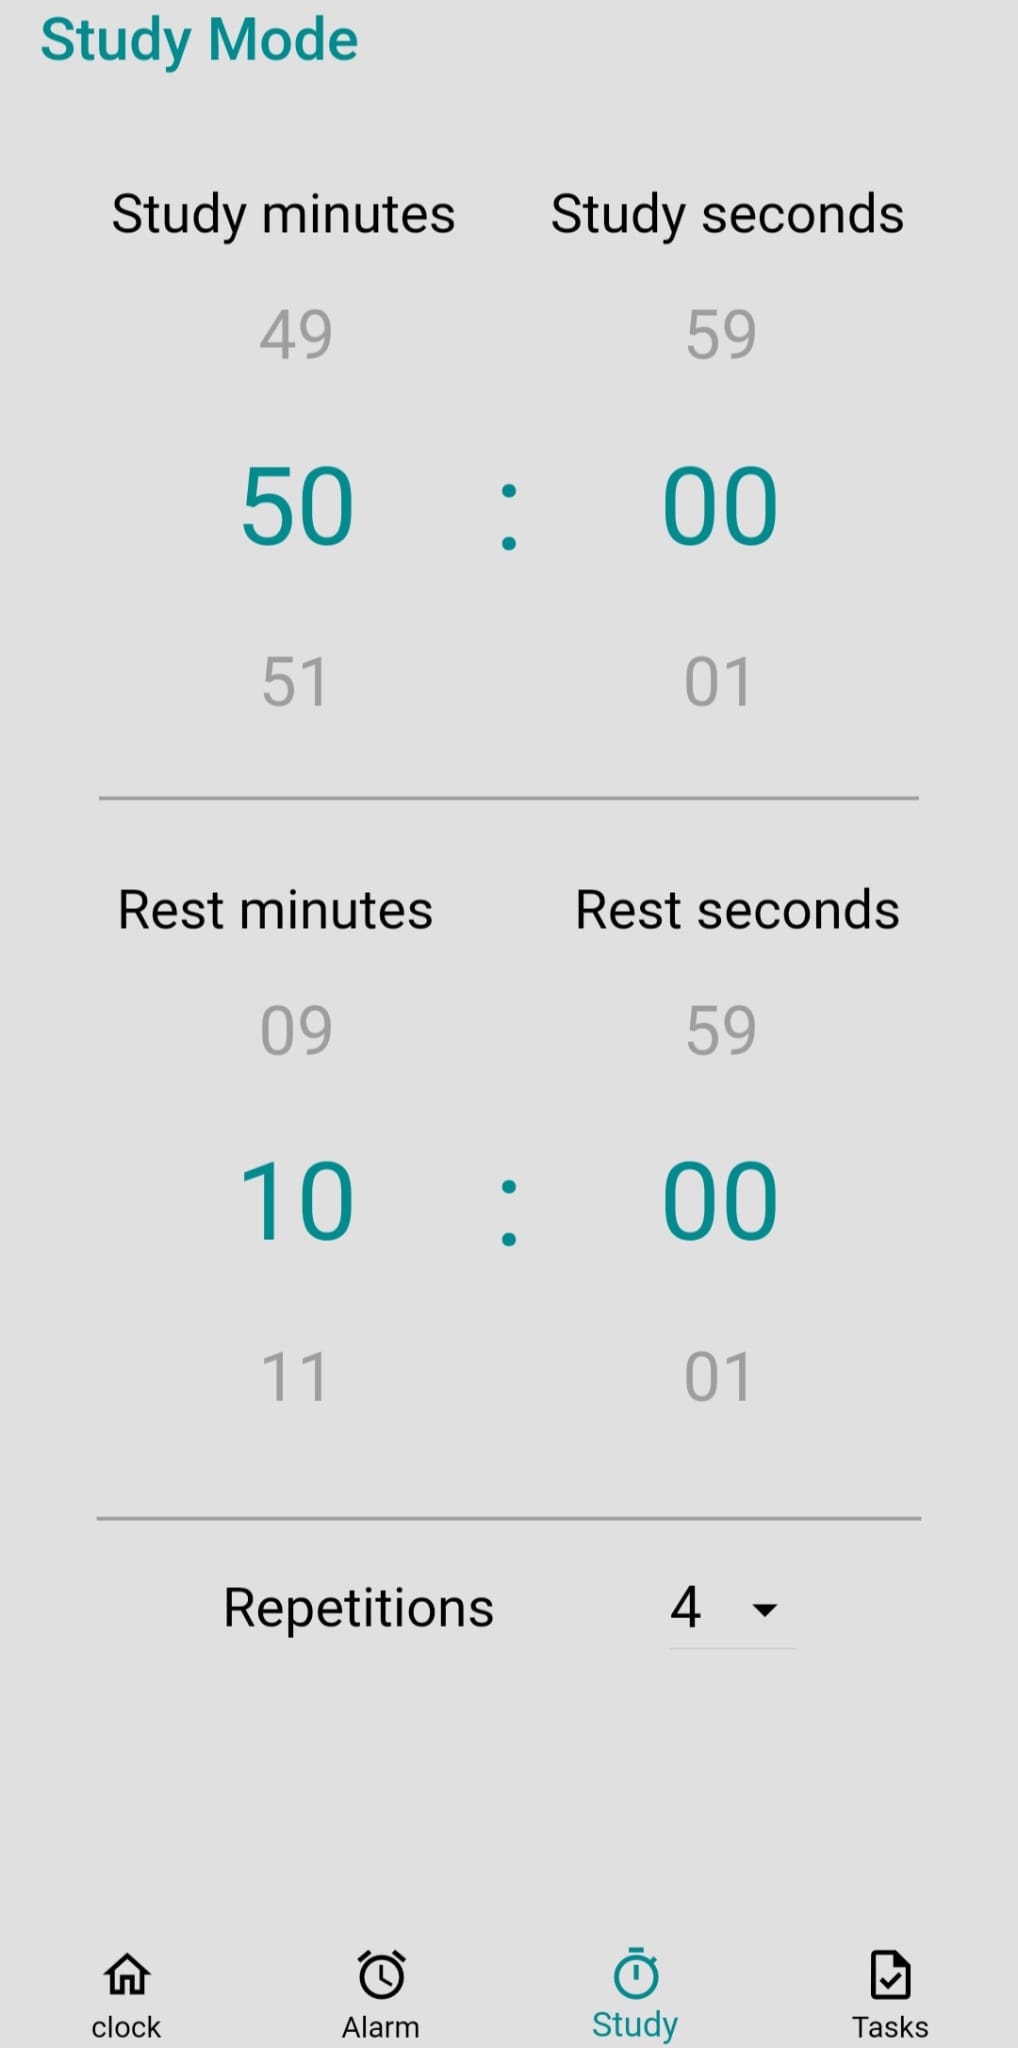 Study Mode
Study minutes Study seconds
49 59
50 : 00
51 01
Rest minutes Rest seconds
09 59
10 : 00
11 01
Repetitions 4
clock Alarm Study Tasks